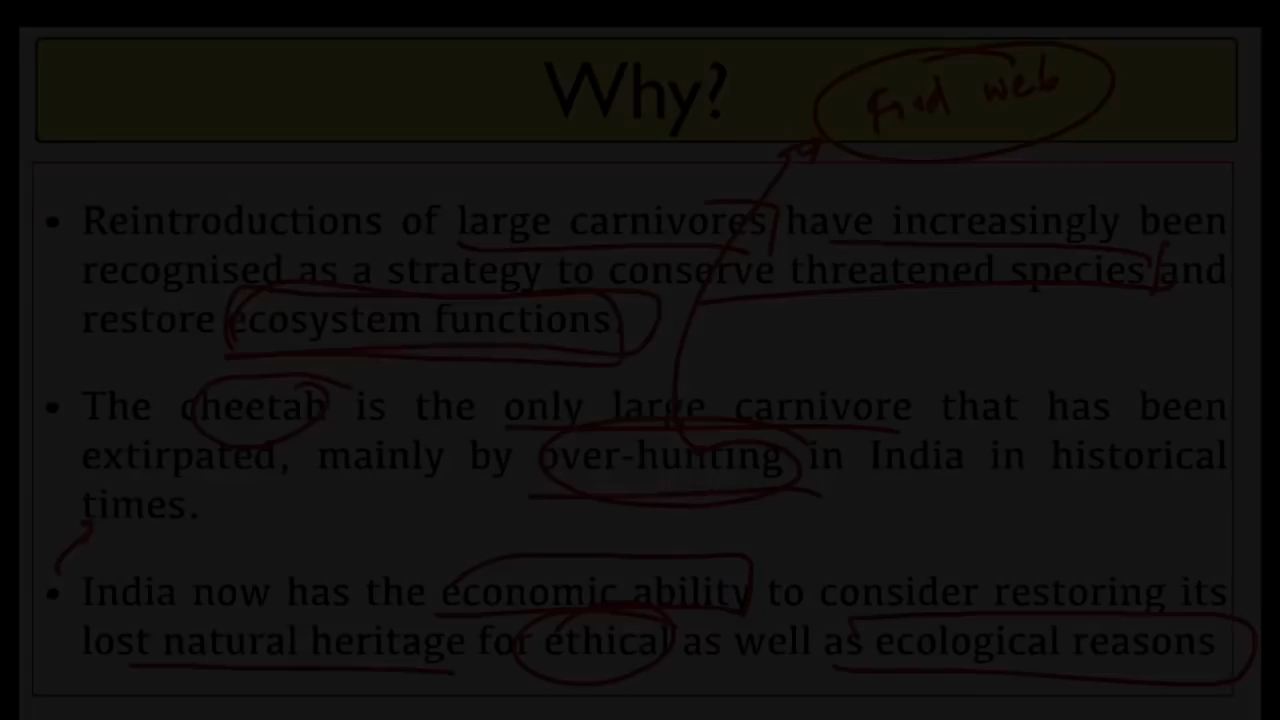 Why?
Food web
• Reintroductions of large carnivores have increasingly been
recognised as a strategy to conserve threatened species and
restore ecosystem functions.
• The cheetah is the only large carnivore that has been
extirpated, mainly by over-hunting in India in historical
times.
• India now has the economic ability to consider restoring its
lost natural heritage for ethical as well as ecological reasons